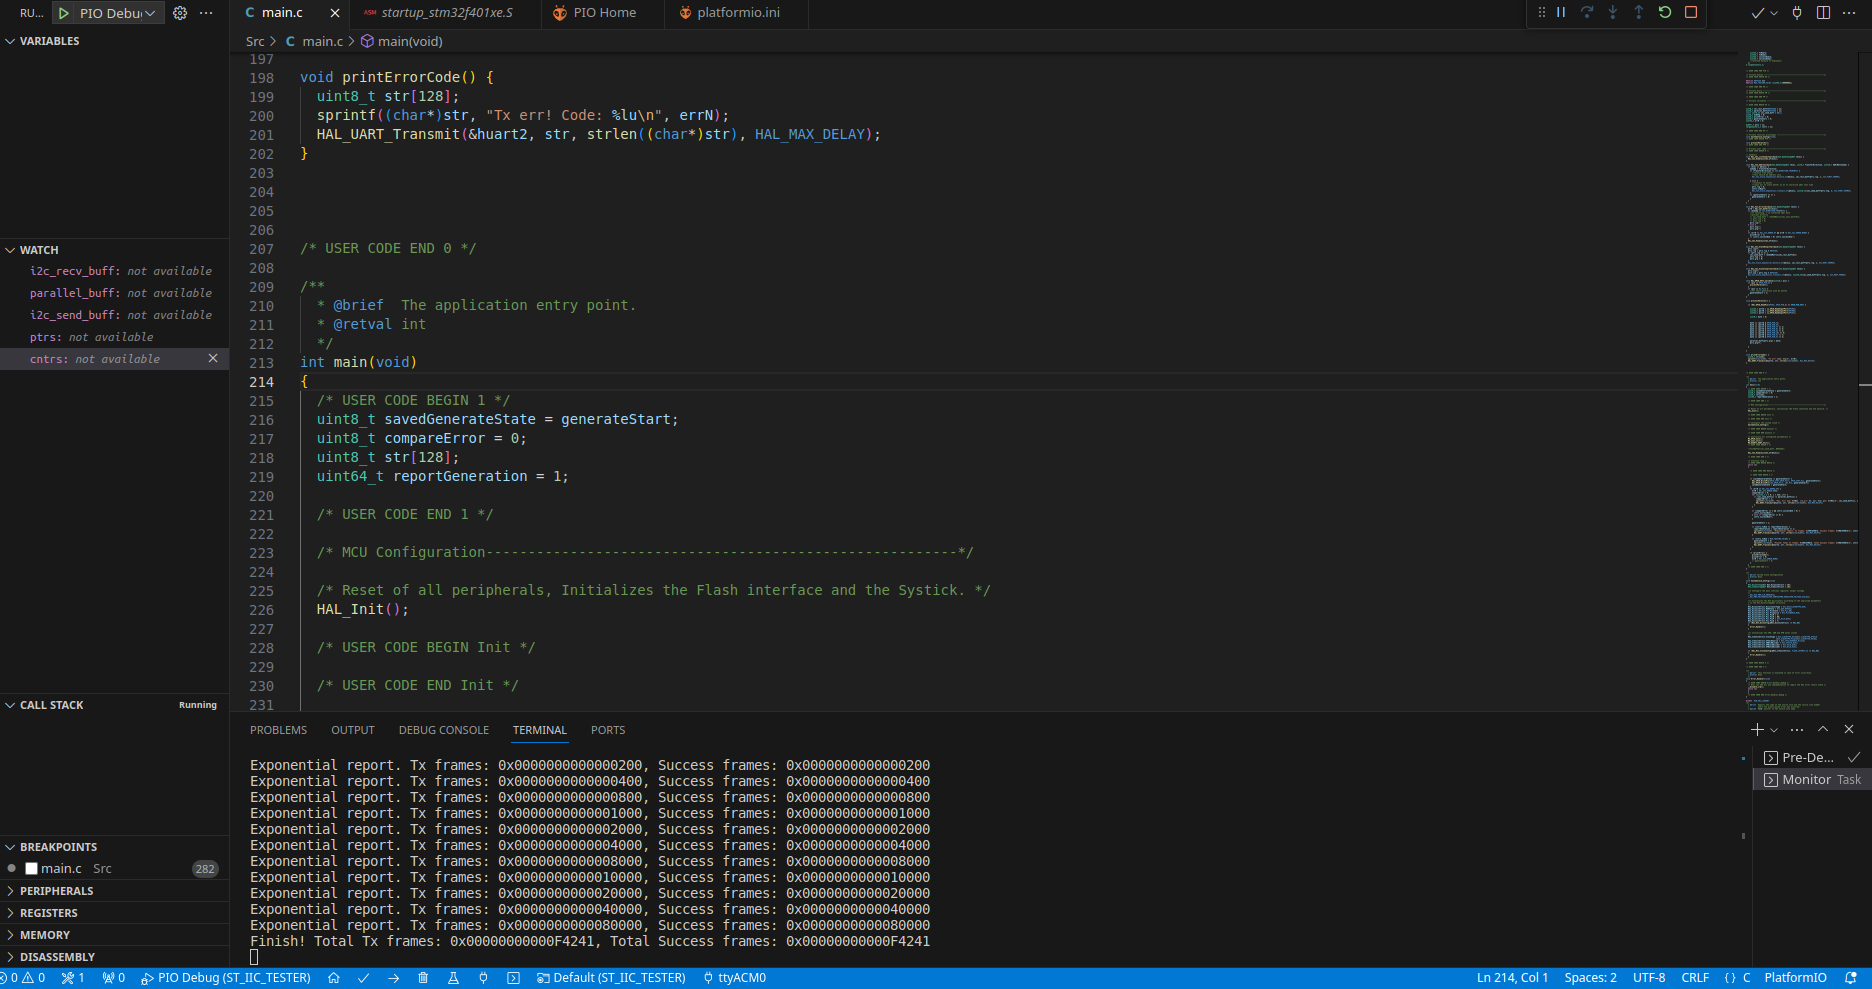 RU... PIO Debu
main.c
ASM startup_stm32f401xe.S
PIO Home
platformio.ini
VARIABLES
WATCH
i2c_recv_buff: not available
parallel_buff: not available
i2c_send_buff: not available
ptrs: not available
cntrs: not available
CALL STACK Running
BREAKPOINTS
main.c Src 282
PERIPHERALS
REGISTERS
MEMORY
DISASSEMBLY
Src > C main.c > main(void)
197
198 void printErrorCode() {
199 uint8_t str[128];
200 sprintf((char*)str, "Tx err! Code: %lu\n", errN);
201 HAL_UART_Transmit(&huart2, str, strlen((char*)str), HAL_MAX_DELAY);
202 }
203
204
205
206
207 /* USER CODE END 0 */
208
209 /**
210 * @brief  The application entry point.
211 * @retval int
212 */
213 int main(void)
214 {
215 /* USER CODE BEGIN 1 */
216 uint8_t savedGenerateState = generateStart;
217 uint8_t compareError = 0;
218 uint8_t str[128];
219 uint64_t reportGeneration = 1;
220
221 /* USER CODE END 1 */
222
223 /* MCU Configuration--------------------------------------------------------*/
224
225 /* Reset of all peripherals, Initializes the Flash interface and the Systick. */
226 HAL_Init();
227
228 /* USER CODE BEGIN Init */
229
230 /* USER CODE END Init */
231
PROBLEMS OUTPUT DEBUG CONSOLE TERMINAL PORTS
Exponential report. Tx frames: 0x0000000000000200, Success frames: 0x0000000000000200
Exponential report. Tx frames: 0x0000000000000400, Success frames: 0x0000000000000400
Exponential report. Tx frames: 0x0000000000000800, Success frames: 0x0000000000000800
Exponential report. Tx frames: 0x0000000000001000, Success frames: 0x0000000000001000
Exponential report. Tx frames: 0x0000000000002000, Success frames: 0x0000000000002000
Exponential report. Tx frames: 0x0000000000004000, Success frames: 0x0000000000004000
Exponential report. Tx frames: 0x0000000000008000, Success frames: 0x0000000000008000
Exponential report. Tx frames: 0x0000000000010000, Success frames: 0x0000000000010000
Exponential report. Tx frames: 0x0000000000020000, Success frames: 0x0000000000020000
Exponential report. Tx frames: 0x0000000000040000, Success frames: 0x0000000000040000
Exponential report. Tx frames: 0x0000000000080000, Success frames: 0x0000000000080000
Finish! Total Tx frames: 0x00000000000F4241, Total Success frames: 0x00000000000F4241
Pre-De...
Monitor Task
0 0 1 0 PIO Debug (ST_IIC_TESTER) Default (ST_IIC_TESTER) ttyACM0 Ln 214, Col 1 Spaces: 2 UTF-8 CRLF {} C PlatformIO